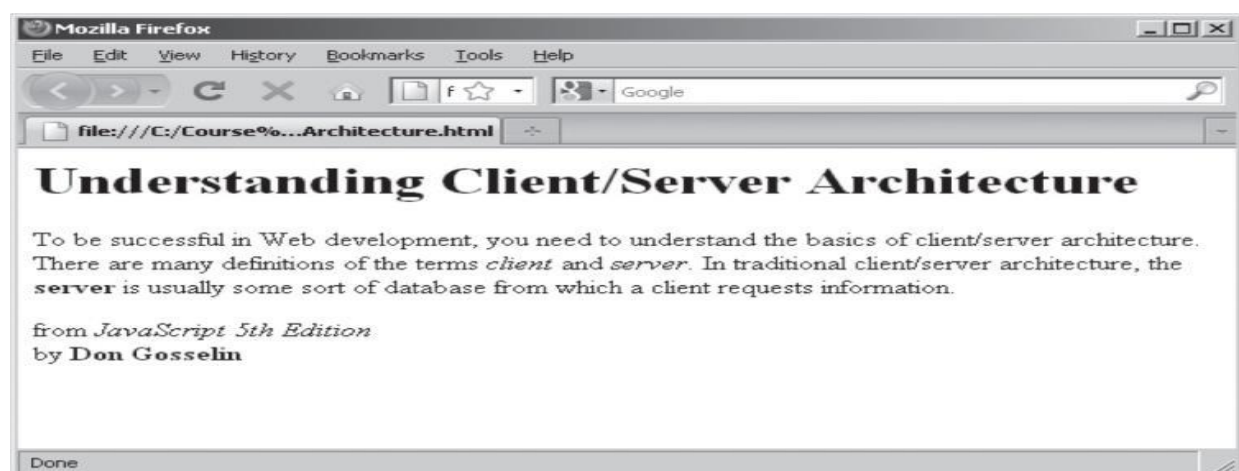 Mozilla Firefox
File Edit View History Bookmarks Tools Help
f Google
file:///C:/Course%...Architecture.html
Understanding Client/Server Architecture
To be successful in Web development, you need to understand the basics of client/server architecture.
There are many definitions of the terms client and server. In traditional client/server architecture, the
server is usually some sort of database from which a client requests information.
from JavaScript 5th Edition
by Don Gosselin
Done